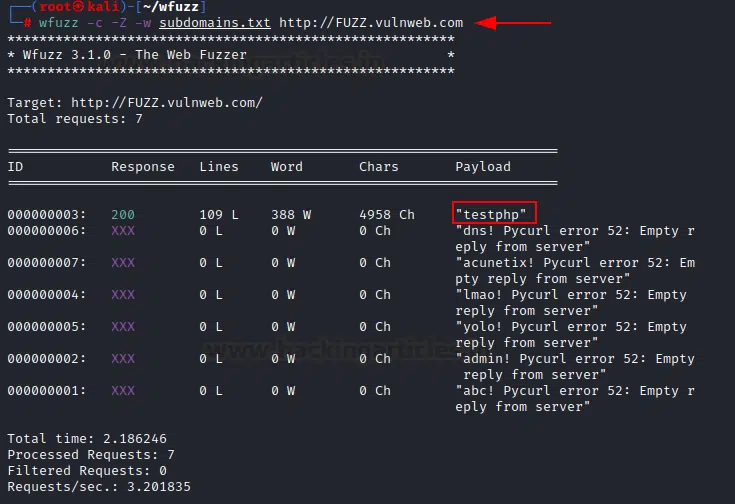 (root㉿kali)-[~/wfuzz]
# wfuzz -c -Z -w subdomains.txt http://FUZZ.vulnweb.com
********************************************************
* Wfuzz 3.1.0 - The Web Fuzzer                         *
********************************************************
Target: http://FUZZ.vulnweb.com/
Total requests: 7
=====================================================================
ID           Response   Lines    Word       Chars       Payload
=====================================================================
000000003:   200        109 L    388 W      4958 Ch     "testphp"
000000006:   XXX        0 L      0 W        0 Ch        "dns! Pycurl error 52: Empty r
eply from server"
000000007:   XXX        0 L      0 W        0 Ch        "acunetix! Pycurl error 52: Em
pty reply from server"
000000004:   XXX        0 L      0 W        0 Ch        "lmao! Pycurl error 52: Empty
reply from server"
000000005:   XXX        0 L      0 W        0 Ch        "yolo! Pycurl error 52: Empty
reply from server"
000000002:   XXX        0 L      0 W        0 Ch        "admin! Pycurl error 52: Empty
reply from server"
000000001:   XXX        0 L      0 W        0 Ch        "abc! Pycurl error 52: Empty r
eply from server"
www.hackingarticles.in
Total time: 2.186246
Processed Requests: 7
Filtered Requests: 0
Requests/sec.: 3.201835